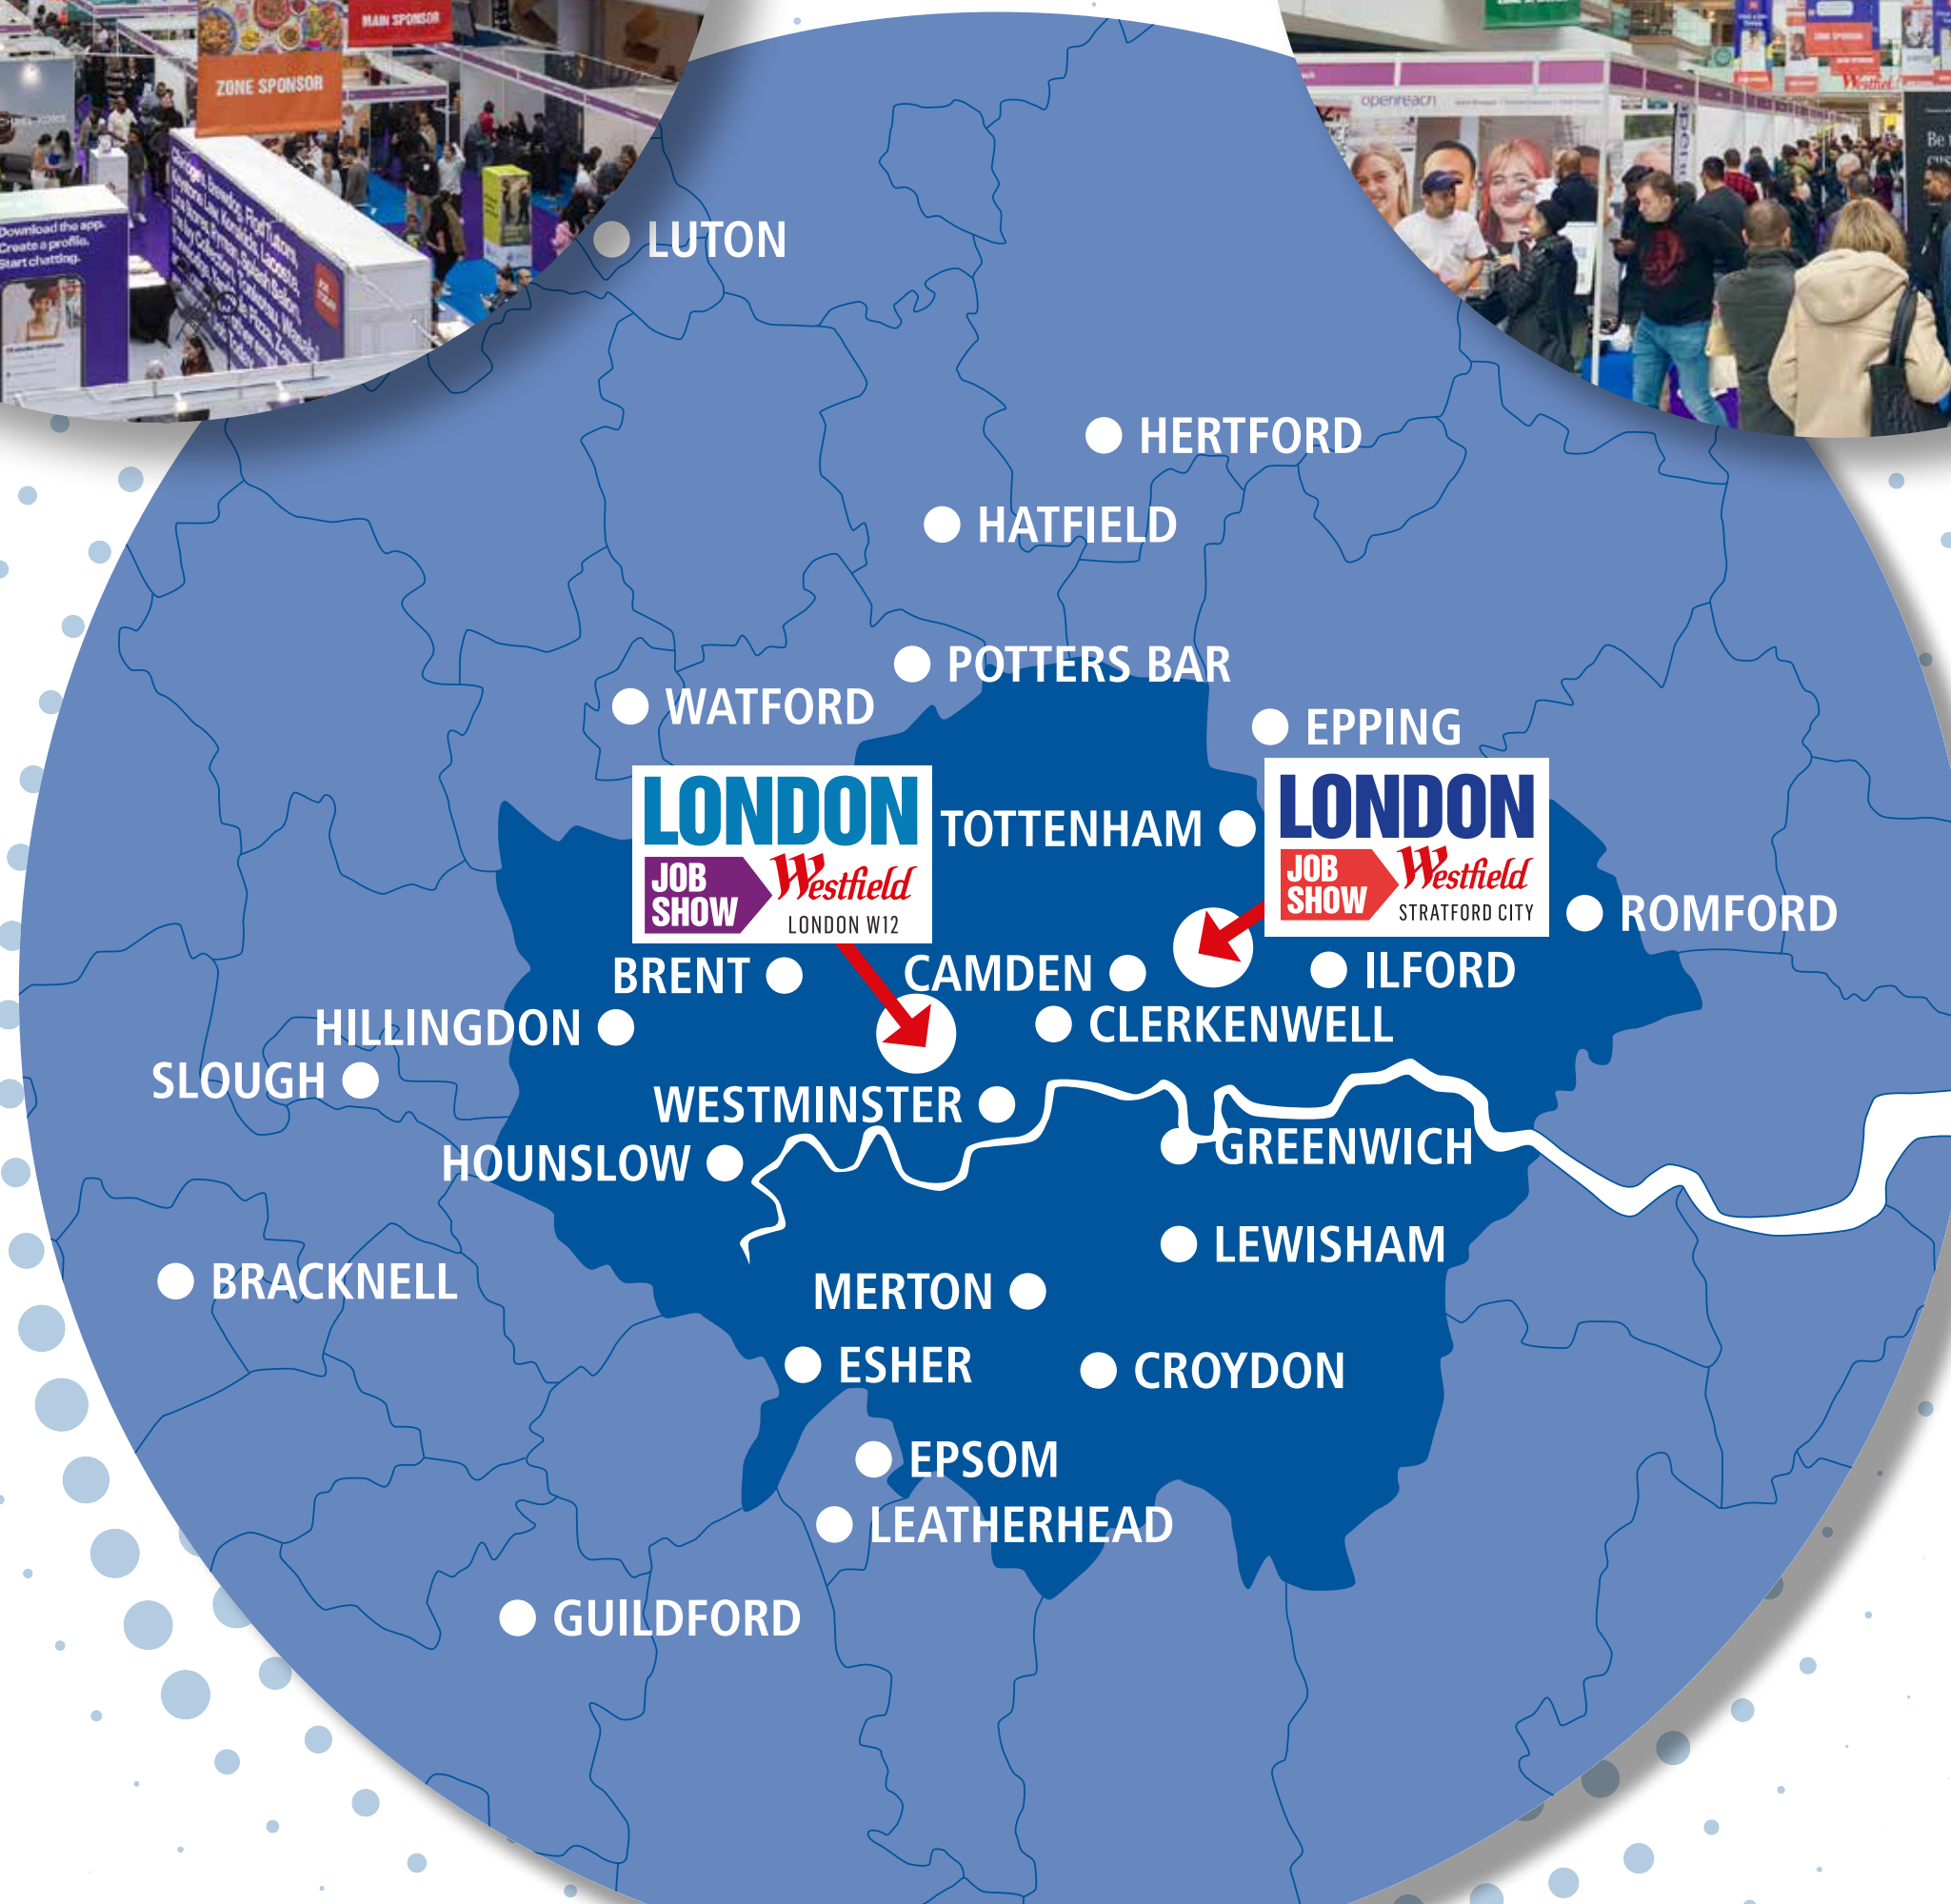 MAIN SPONSOR
ZONE SPONSOR
Download the app.
Create a profile.
Start chatting.
openreach
Westfield
Be
LUTON
HERTFORD
HATFIELD
POTTERS BAR
WATFORD
EPPING
LONDON
JOB
SHOW
Westfield
LONDON W12
TOTTENHAM
LONDON
JOB
SHOW
Westfield
STRATFORD CITY
ROMFORD
BRENT
CAMDEN
ILFORD
HILLINGDON
CLERKENWELL
SLOUGH
WESTMINSTER
GREENWICH
HOUNSLOW
LEWISHAM
BRACKNELL
MERTON
ESHER
CROYDON
EPSOM
LEATHERHEAD
GUILDFORD